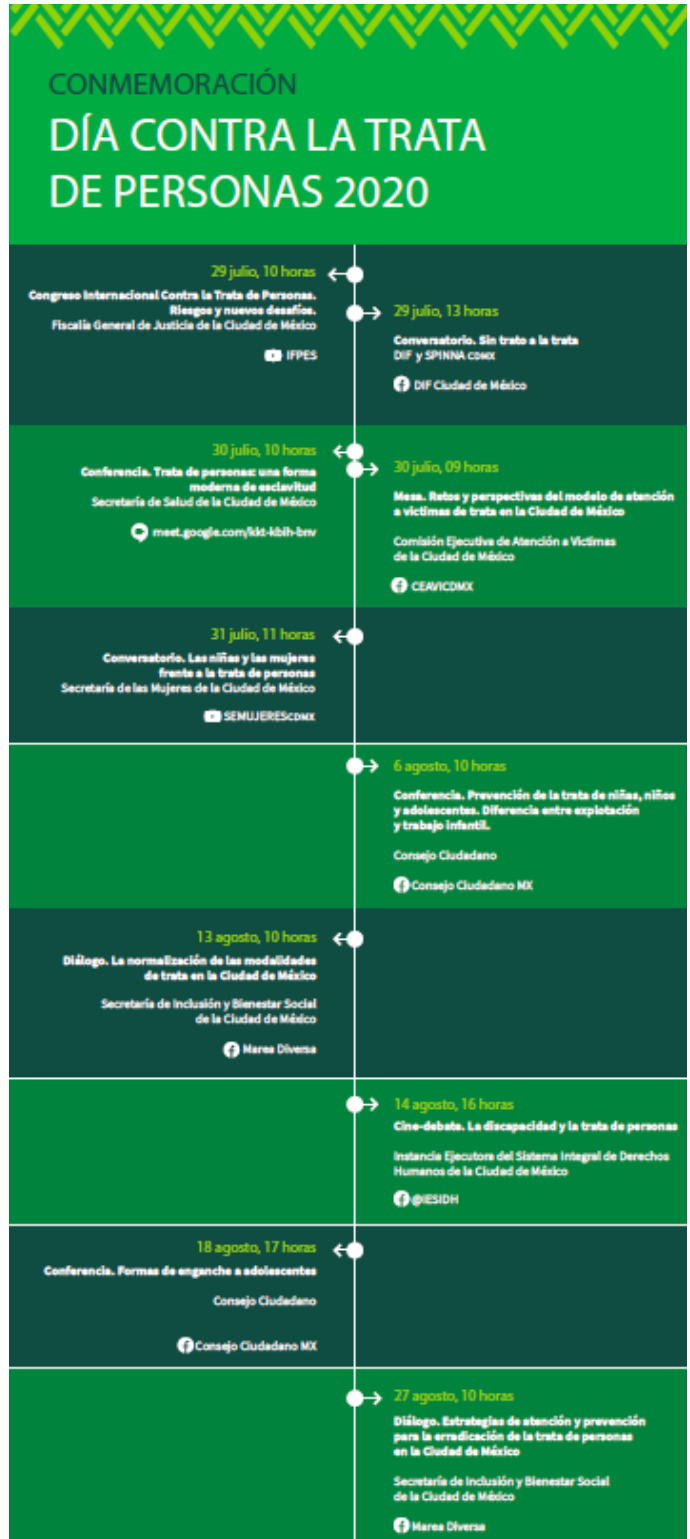 CONMEMORACIÓN
DÍA CONTRA LA TRATA
DE PERSONAS 2020
29 julio, 10 horas
Congreso Internacional Contra la Trata de Personas.
Riesgos y nuevos desafíos.
Fiscalía General de Justicia de la Ciudad de México
IFPES
29 julio, 13 horas
Conversatorio. Sin trato a la trata
DIF y SPINNA CDMX
DIF Ciudad de México
30 julio, 10 horas
Conferencia. Trata de personas: una forma
moderna de esclavitud
Secretaría de Salud de la Ciudad de México
meet.google.com/kkt-kbih-bnv
30 julio, 09 horas
Mesa. Retos y perspectivas del modelo de atención
a víctimas de trata en la Ciudad de México
Comisión Ejecutiva de Atención a Víctimas
de la Ciudad de México
CEAVICDMX
31 julio, 11 horas
Conversatorio. Las niñas y las mujeres
frente a la trata de personas
Secretaría de las Mujeres de la Ciudad de México
SEMUJERESCDMX
6 agosto, 10 horas
Conferencia. Prevención de la trata de niñas, niños
y adolescentes. Diferencia entre explotación
y trabajo infantil.
Consejo Ciudadano
Consejo Ciudadano MX
13 agosto, 10 horas
Diálogo. La normalización de las modalidades
de trata en la Ciudad de México
Secretaría de Inclusión y Bienestar Social
de la Ciudad de México
Marea Diversa
14 agosto, 16 horas
Cine-debate. La discapacidad y la trata de personas
Instancia Ejecutora del Sistema Integral de Derechos
Humanos de la Ciudad de México
@IESIDH
18 agosto, 17 horas
Conferencia. Formas de enganche a adolescentes
Consejo Ciudadano
Consejo Ciudadano MX
27 agosto, 10 horas
Diálogo. Estrategias de atención y prevención
para la erradicación de la trata de personas
en la Ciudad de México
Secretaría de Inclusión y Bienestar Social
de la Ciudad de México
Marea Diversa